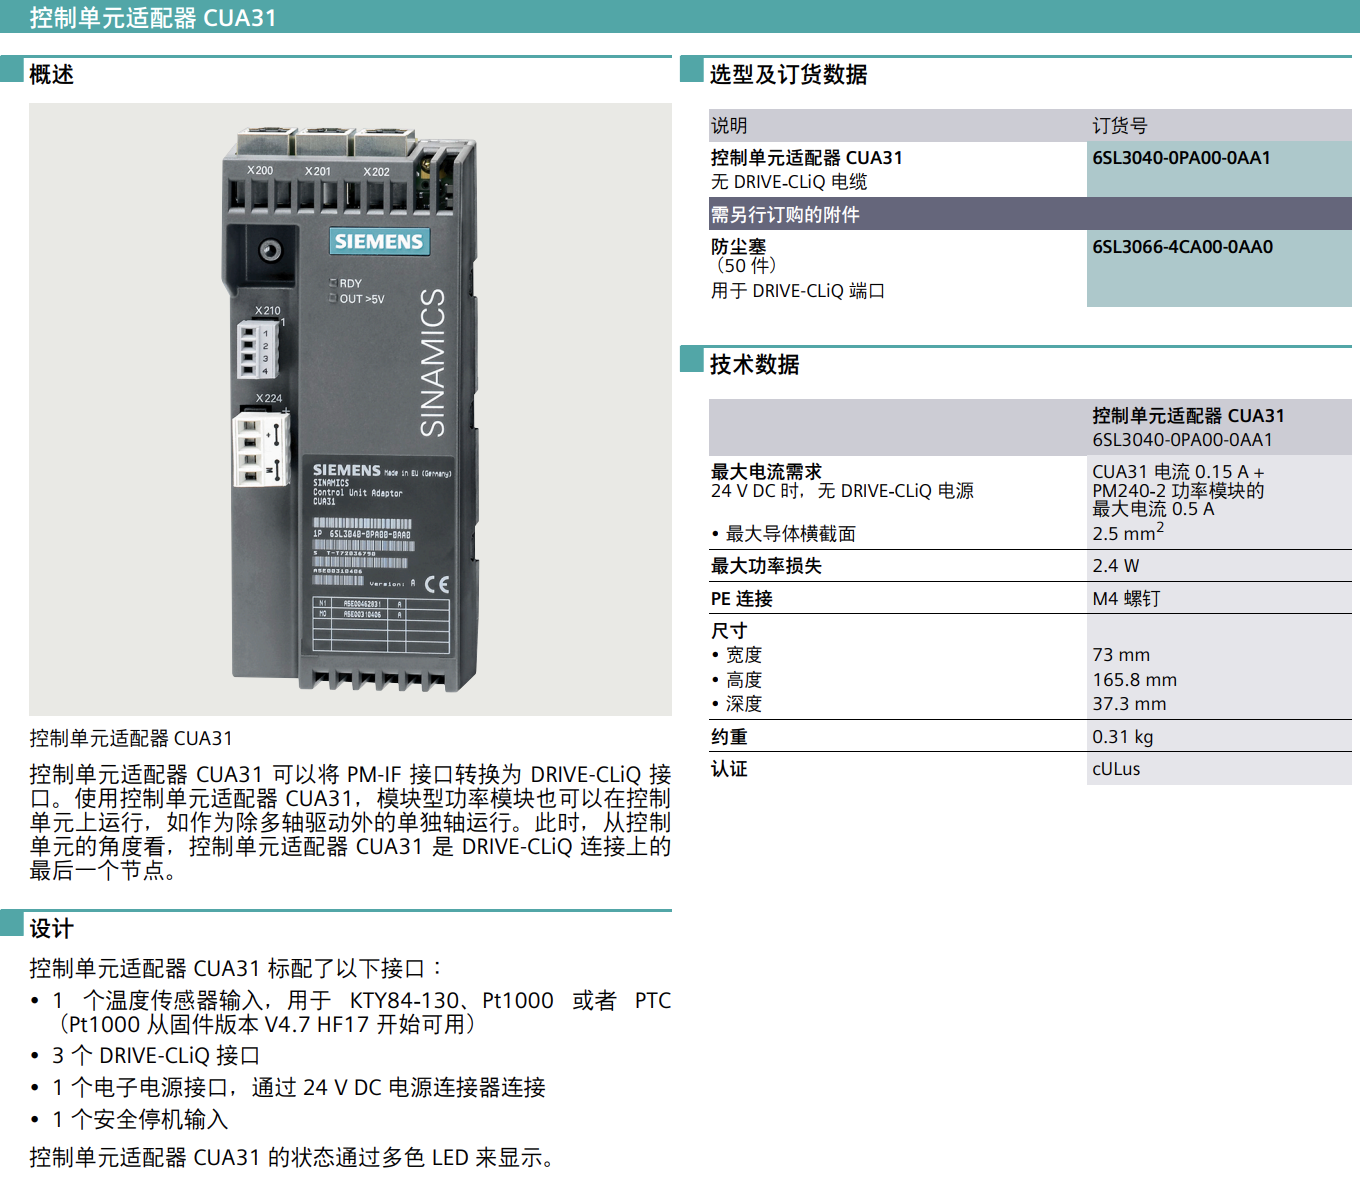 控制单元适配器 CUA31
概述
X200
X201
X202
SIEMENS
RDY
OUT >5V
SINAMICS
X210
1
1
2
3
4
X224
+
+
M
SIEMENS Made in EU (Germany)
SINAMICS
Control Unit Adaptor
CUA31
1P 6SL3040-0PA00-0AA0
S T-T72036798
A5E00310406
Version: A
CE
N1 A5E00462831 A
MO A5E00310406 A
控制单元适配器 CUA31
控制单元适配器 CUA31 可以将 PM-IF 接口转换为 DRIVE-CLiQ 接
口。使用控制单元适配器 CUA31，模块型功率模块也可以在控制
单元上运行，如作为除多轴驱动外的单独轴运行。此时，从控制
单元的角度看，控制单元适配器 CUA31 是 DRIVE-CLiQ 连接上的
最后一个节点。
设计
控制单元适配器 CUA31 标配了以下接口：
• 1 个温度传感器输入，用于 KTY84-130、Pt1000 或者 PTC
（Pt1000 从固件版本 V4.7 HF17 开始可用）
• 3 个 DRIVE-CLiQ 接口
• 1 个电子电源接口，通过 24 V DC 电源连接器连接
• 1 个安全停机输入
控制单元适配器 CUA31 的状态通过多色 LED 来显示。
选型及订货数据
说明 订货号
控制单元适配器 CUA31 6SL3040-0PA00-0AA1
无 DRIVE-CLiQ 电缆
需另行订购的附件
防尘塞 6SL3066-4CA00-0AA0
（50 件）
用于 DRIVE-CLiQ 端口
技术数据
控制单元适配器 CUA31
6SL3040-0PA00-0AA1
最大电流需求 CUA31 电流 0.15 A +
24 V DC 时，无 DRIVE-CLiQ 电源 PM240-2 功率模块的
最大电流 0.5 A
• 最大导体横截面 2.5 mm²
最大功率损失 2.4 W
PE 连接 M4 螺钉
尺寸
• 宽度 73 mm
• 高度 165.8 mm
• 深度 37.3 mm
约重 0.31 kg
认证 cULus